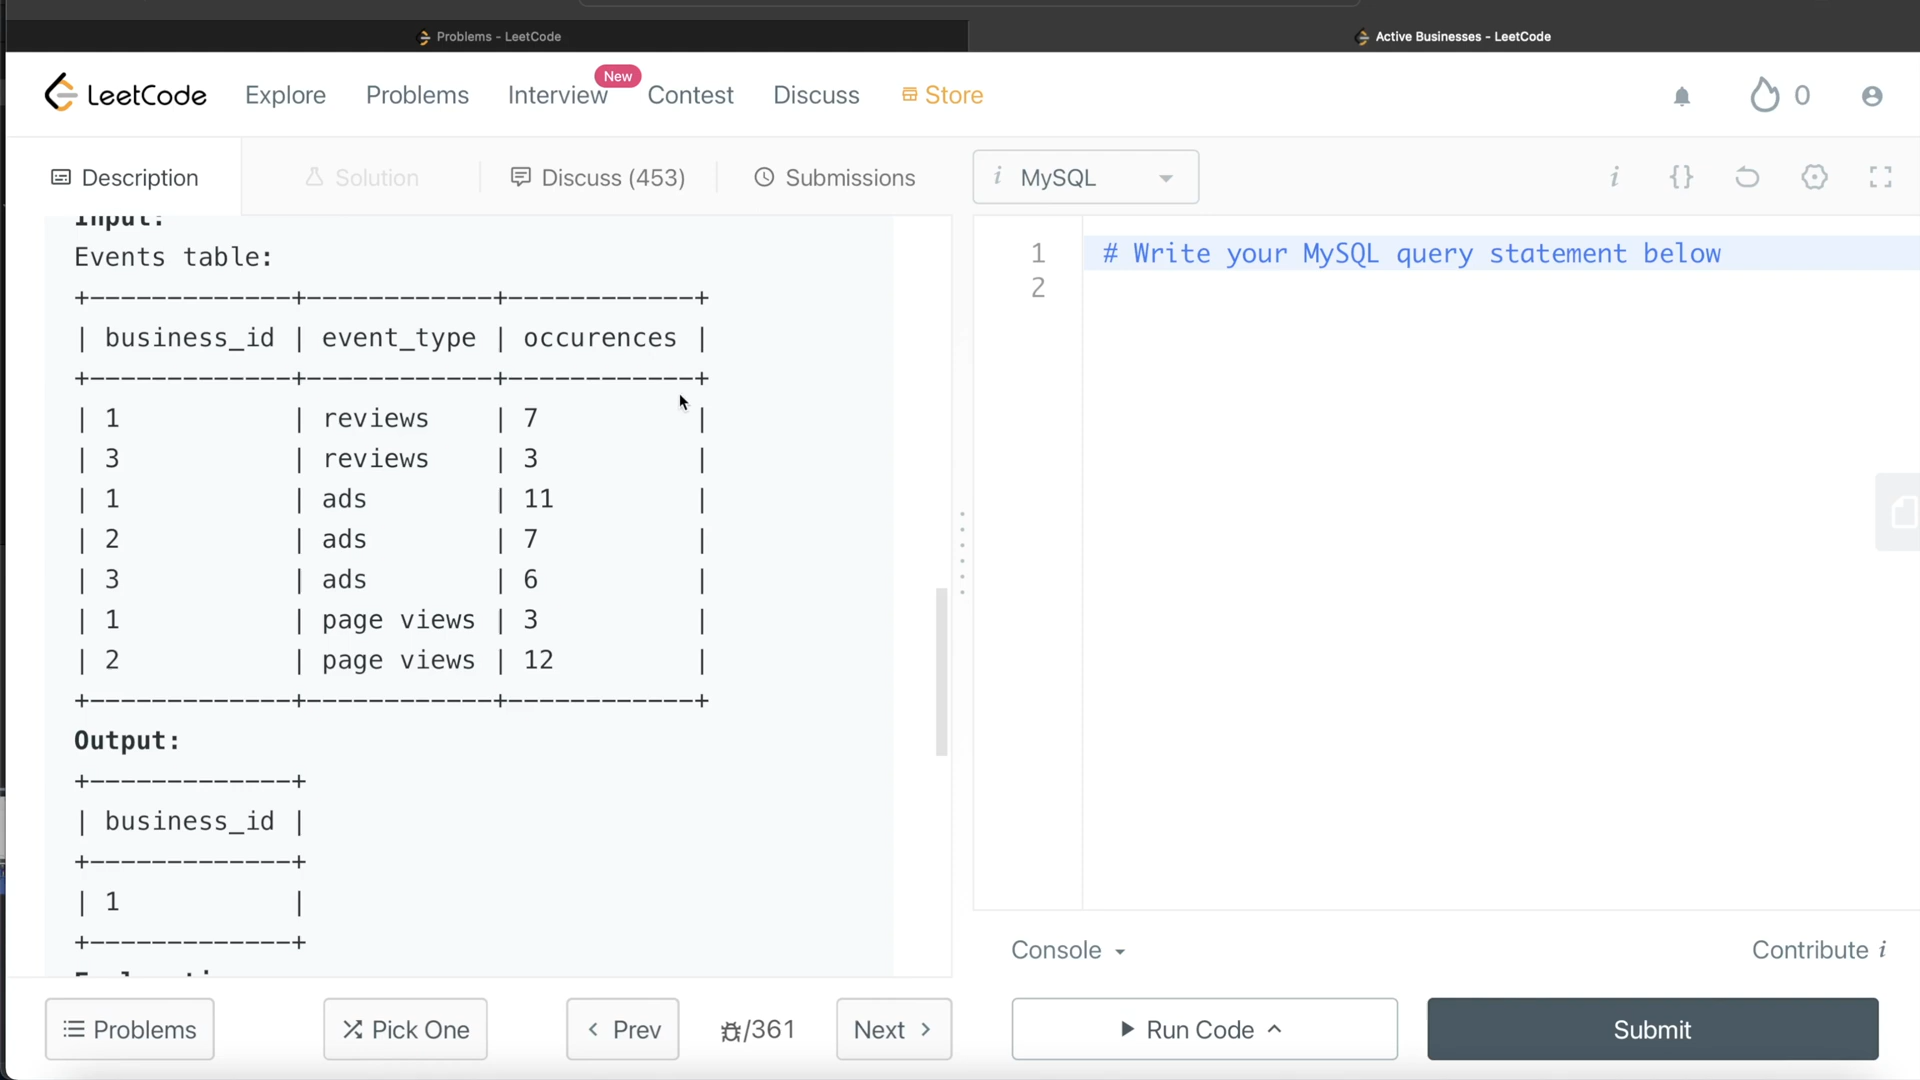 Problems - LeetCode
Active Businesses - LeetCode
LeetCode Explore Problems Interview New Contest Discuss Store 0
Description Solution Discuss (453) Submissions i MySQL i {}
Input:
Events table:
+-------------+------------+-----------+
| business_id | event_type | occurences |
+-------------+------------+-----------+
| 1 | reviews | 7 |
| 3 | reviews | 3 |
| 1 | ads | 11 |
| 2 | ads | 7 |
| 3 | ads | 6 |
| 1 | page views | 3 |
| 2 | page views | 12 |
+-------------+------------+-----------+
Output:
+-------------+
| business_id |
+-------------+
| 1 |
+-------------+
1 # Write your MySQL query statement below
2
Console Contribute i
Problems Pick One < Prev /361 Next > Run Code Submit